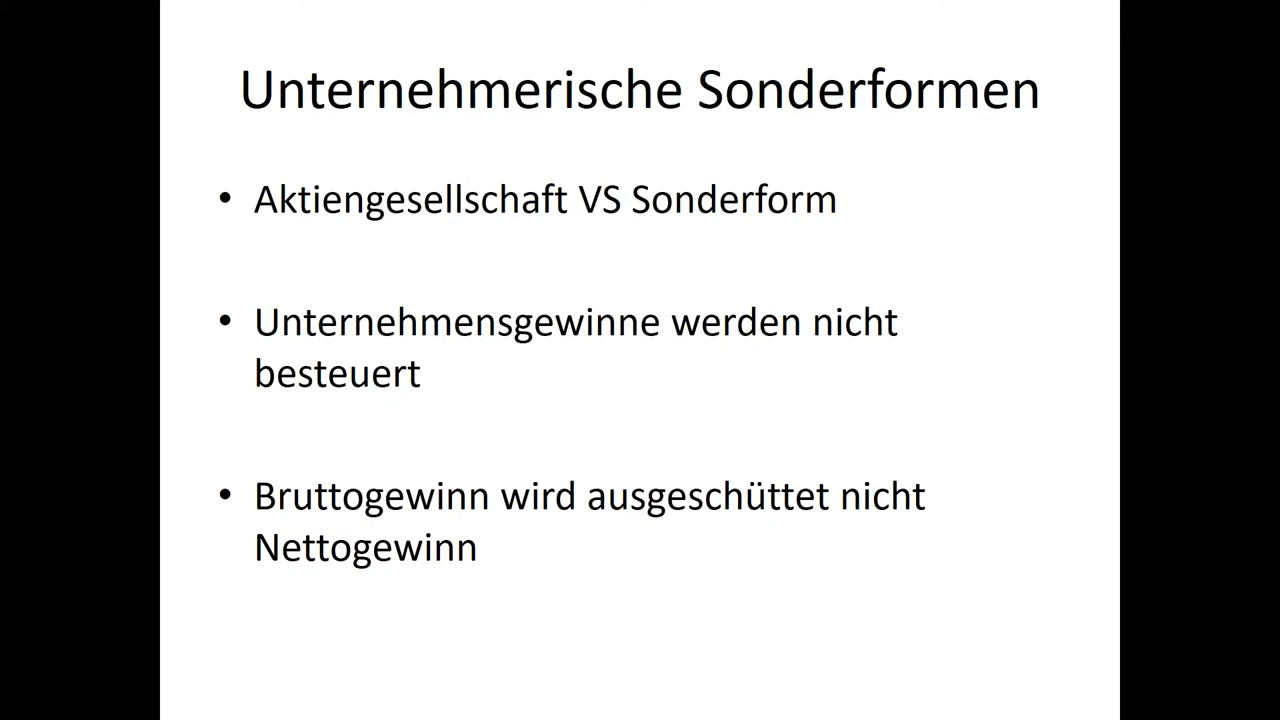 Unternehmerische Sonderformen
• Aktiengesellschaft VS Sonderform
• Unternehmensgewinne werden nicht
besteuert
• Bruttogewinn wird ausgeschüttet nicht
Nettogewinn